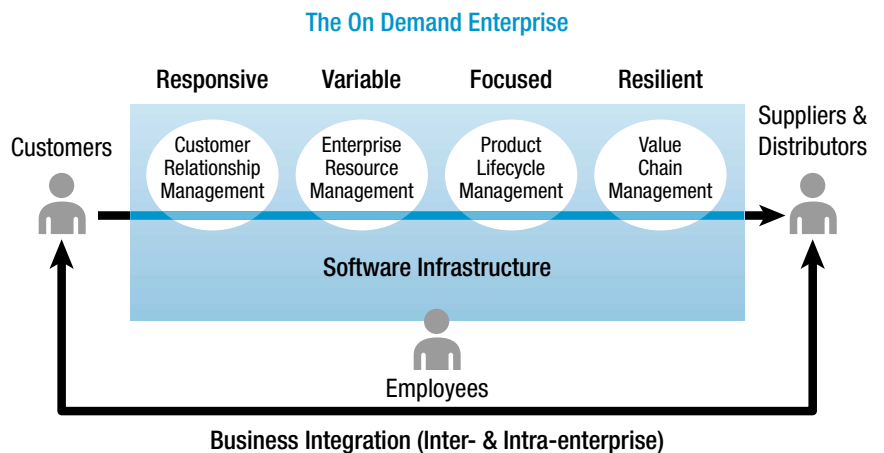 The On Demand Enterprise
Responsive
Variable
Focused
Resilient
Customers
Customer
Relationship
Management
Enterprise
Resource
Management
Product
Lifecycle
Management
Value
Chain
Management
Suppliers &
Distributors
Software Infrastructure
Employees
Business Integration (Inter- & Intra-enterprise)